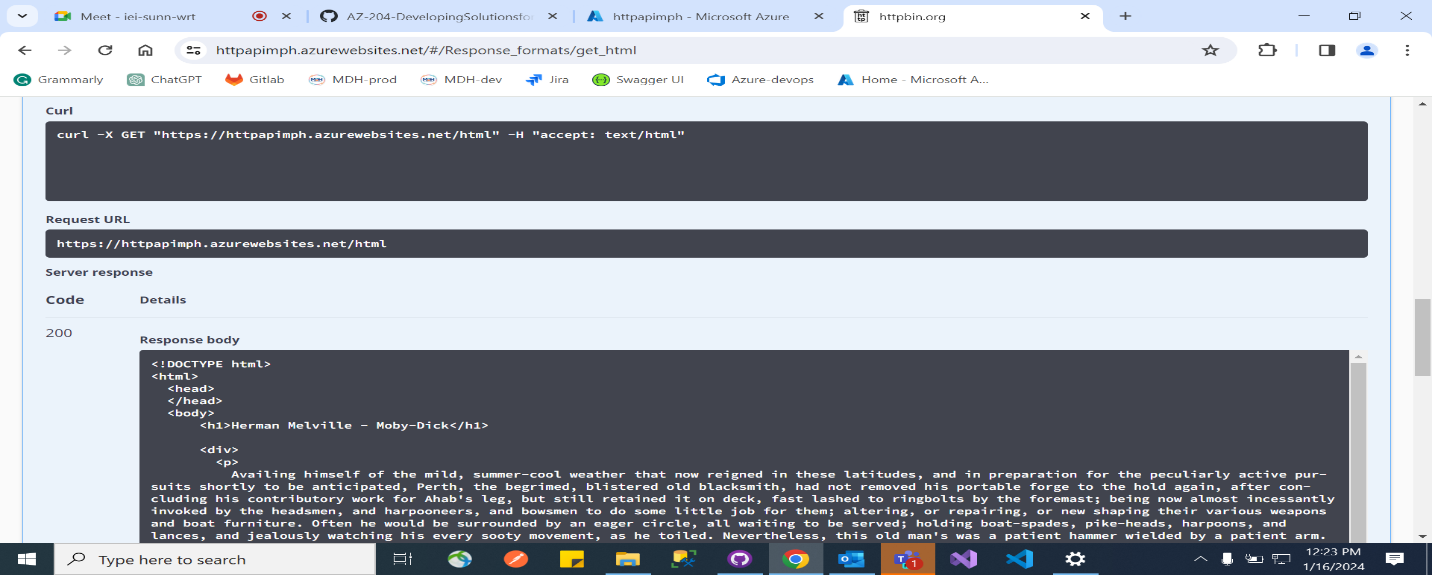 Meet - iei-sunn-wrt
AZ-204-DevelopingSolutionsfo
httpapimph - Microsoft Azure
httpbin.org
httpapimph.azurewebsites.net/#/Response_formats/get_html
Grammarly
ChatGPT
Gitlab
MDH-prod
MDH-dev
Jira
Swagger UI
Azure-devops
Home - Microsoft A...
Curl
curl -X GET "https://httpapimph.azurewebsites.net/html" -H "accept: text/html"
Request URL
https://httpapimph.azurewebsites.net/html
Server response
Code Details
200
Response body
<!DOCTYPE html>
<html>
<head>
</head>
<body>
<h1>Herman Melville - Moby-Dick</h1>
<div>
<p>
Availing himself of the mild, summer-cool weather that now reigned in these latitudes, and in preparation for the peculiarly active pur-
suits shortly to be anticipated, Perth, the begrimed, blistered old blacksmith, had not removed his portable forge to the hold again, after con-
cluding his contributory work for Ahab's leg, but still retained it on deck, fast lashed to ringbolts by the foremast; being now almost incessantly
invoked by the headsmen, and harpooneers, and bowsmen to do some little job for them; altering, or repairing, or new shaping their various weapons
and boat furniture. Often he would be surrounded by an eager circle, all waiting to be served; holding boat-spades, pike-heads, harpoons, and
lances, and jealously watching his every sooty movement, as he toiled. Nevertheless, this old man's was a patient hammer wielded by a patient arm.
Type here to search
1
12:23 PM
1/16/2024